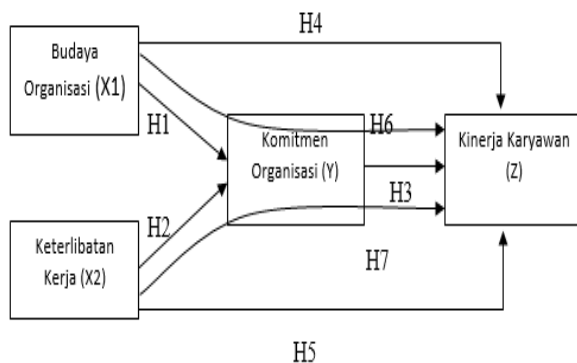 H4
Budaya
Organisasi (X1)
H1
H6
Komitmen
Organisasi (Y)
Kinerja Karyawan
(Z)
H3
H2
Keterlibatan
Kerja (X2)
H7
H5